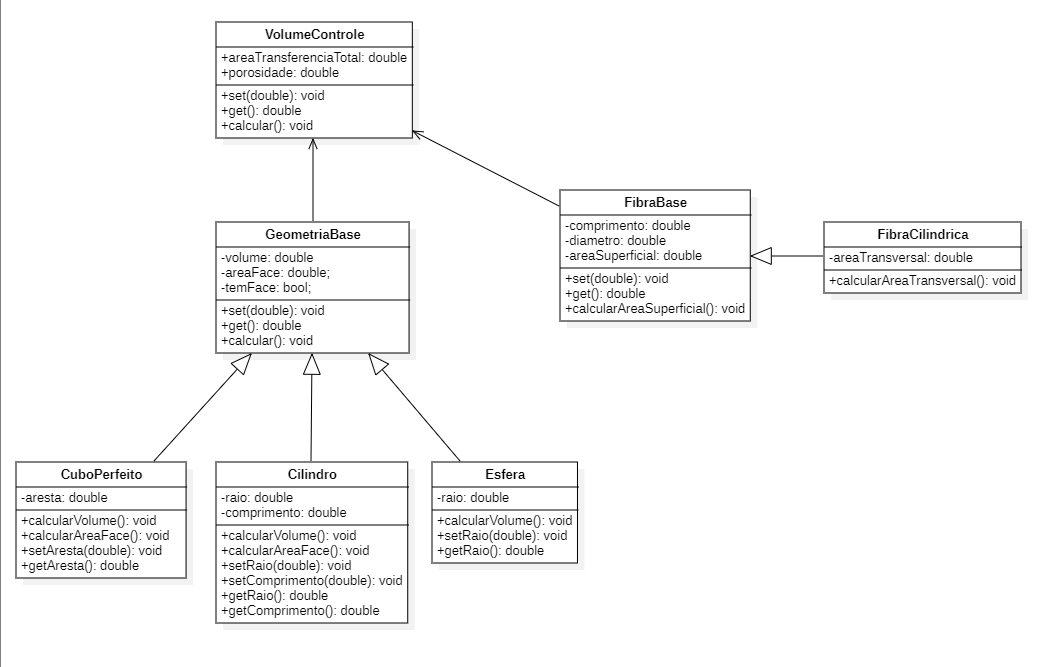 VolumeControle
+areaTransferenciaTotal: double
+porosidade: double
+set(double): void
+get(): double
+calcular(): void
FibraBase
-comprimento: double
-diametro: double
-areaSuperficial: double
+set(double): void
+get(): double
+calcularAreaSuperficial(): void
FibraCilindrica
-areaTransversal: double
+calcularAreaTransversal(): void
GeometriaBase
-volume: double
-areaFace: double;
-temFace: bool;
+set(double): void
+get(): double
+calcular(): void
CuboPerfeito
-aresta: double
+calcularVolume(): void
+calcularAreaFace(): void
+setAresta(double): void
+getAresta(): double
Cilindro
-raio: double
-comprimento: double
+calcularVolume(): void
+calcularAreaFace(): void
+setRaio(double): void
+setComprimento(double): void
+getRaio(): double
+getComprimento(): double
Esfera
-raio: double
+calcularVolume(): void
+setRaio(double): void
+getRaio(): double